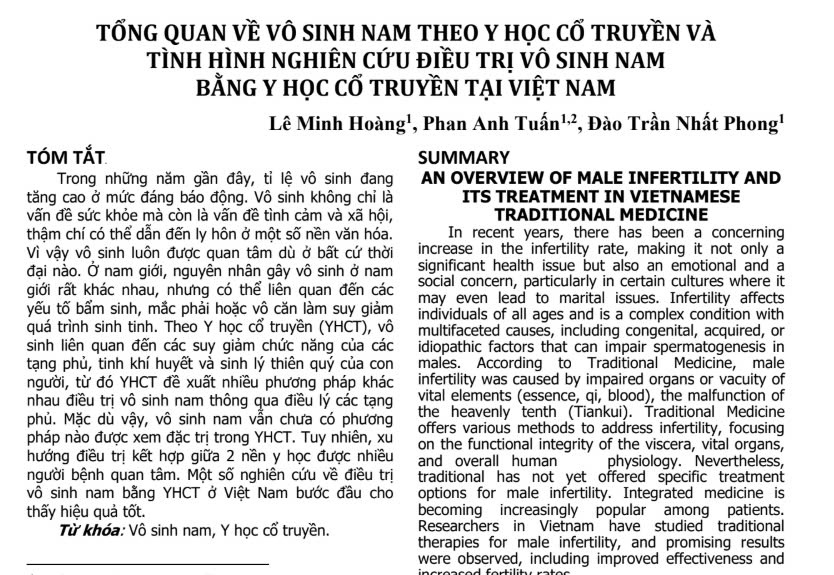 TỔNG QUAN VỀ VÔ SINH NAM THEO Y HỌC CỔ TRUYỀN VÀ
TÌNH HÌNH NGHIÊN CỨU ĐIỀU TRỊ VÔ SINH NAM
BẰNG Y HỌC CỔ TRUYỀN TẠI VIỆT NAM
Lê Minh Hoàng¹, Phan Anh Tuấn¹,², Đào Trần Nhất Phong¹
TÓM TẮT
Trong những năm gần đây, tỉ lệ vô sinh đang
tăng cao ở mức đáng báo động. Vô sinh không chỉ là
vấn đề sức khỏe mà còn là vấn đề tình cảm và xã hội,
thậm chí có thể dẫn đến ly hôn ở một số nền văn hóa.
Vì vậy vô sinh luôn được quan tâm dù ở bất cứ thời
đại nào. Ở nam giới, nguyên nhân gây vô sinh ở nam
giới rất khác nhau, nhưng có thể liên quan đến các
yếu tố bẩm sinh, mắc phải hoặc vô căn làm suy giảm
quá trình sinh tinh. Theo Y học cổ truyền (YHCT), vô
sinh liên quan đến các suy giảm chức năng của các
tạng phủ, tinh khí huyết và sinh lý thiên quý của con
người, từ đó YHCT đề xuất nhiều phương pháp khác
nhau điều trị vô sinh nam thông qua điều lý các tạng
phủ. Mặc dù vậy, vô sinh nam vẫn chưa có phương
pháp nào được xem đặc trị trong YHCT. Tuy nhiên, xu
hướng điều trị kết hợp giữa 2 nền y học được nhiều
người bệnh quan tâm. Một số nghiên cứu về điều trị
vô sinh nam bằng YHCT ở Việt Nam bước đầu cho
thấy hiệu quả tốt.
Từ khóa: Vô sinh nam, Y học cổ truyền.
SUMMARY
AN OVERVIEW OF MALE INFERTILITY AND
ITS TREATMENT IN VIETNAMESE
TRADITIONAL MEDICINE
In recent years, there has been a concerning
increase in the infertility rate, making it not only a
significant health issue but also an emotional and a
social concern, particularly in certain cultures where it
may even lead to marital issues. Infertility affects
individuals of all ages and is a complex condition with
multifaceted causes, including congenital, acquired, or
idiopathic factors that can impair spermatogenesis in
males. According to Traditional Medicine, male
infertility was caused by impaired organs or vacuity of
vital elements (essence, qi, blood), the malfunction of
the heavenly tenth (Tiankui). Traditional Medicine
offers various methods to address infertility, focusing
on the functional integrity of the viscera, vital organs,
and overall human physiology. Nevertheless,
traditional has not yet offered specific treatment
options for male infertility. Integrated medicine is
becoming increasingly popular among patients.
Researchers in Vietnam have studied traditional
therapies for male infertility, and promising results
were observed, including improved effectiveness and
increased fertility rates.